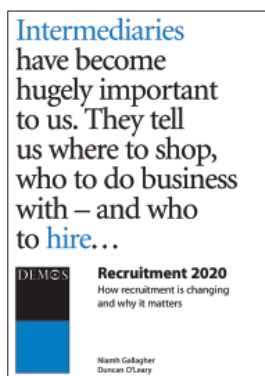 Intermediaries
have become
hugely important
to us. They tell
us where to shop,
who to do business
with – and who
to hire…
DEMOS
Recruitment 2020
How recruitment is changing
and why it matters
Niamh Gallagher
Duncan O'Leary